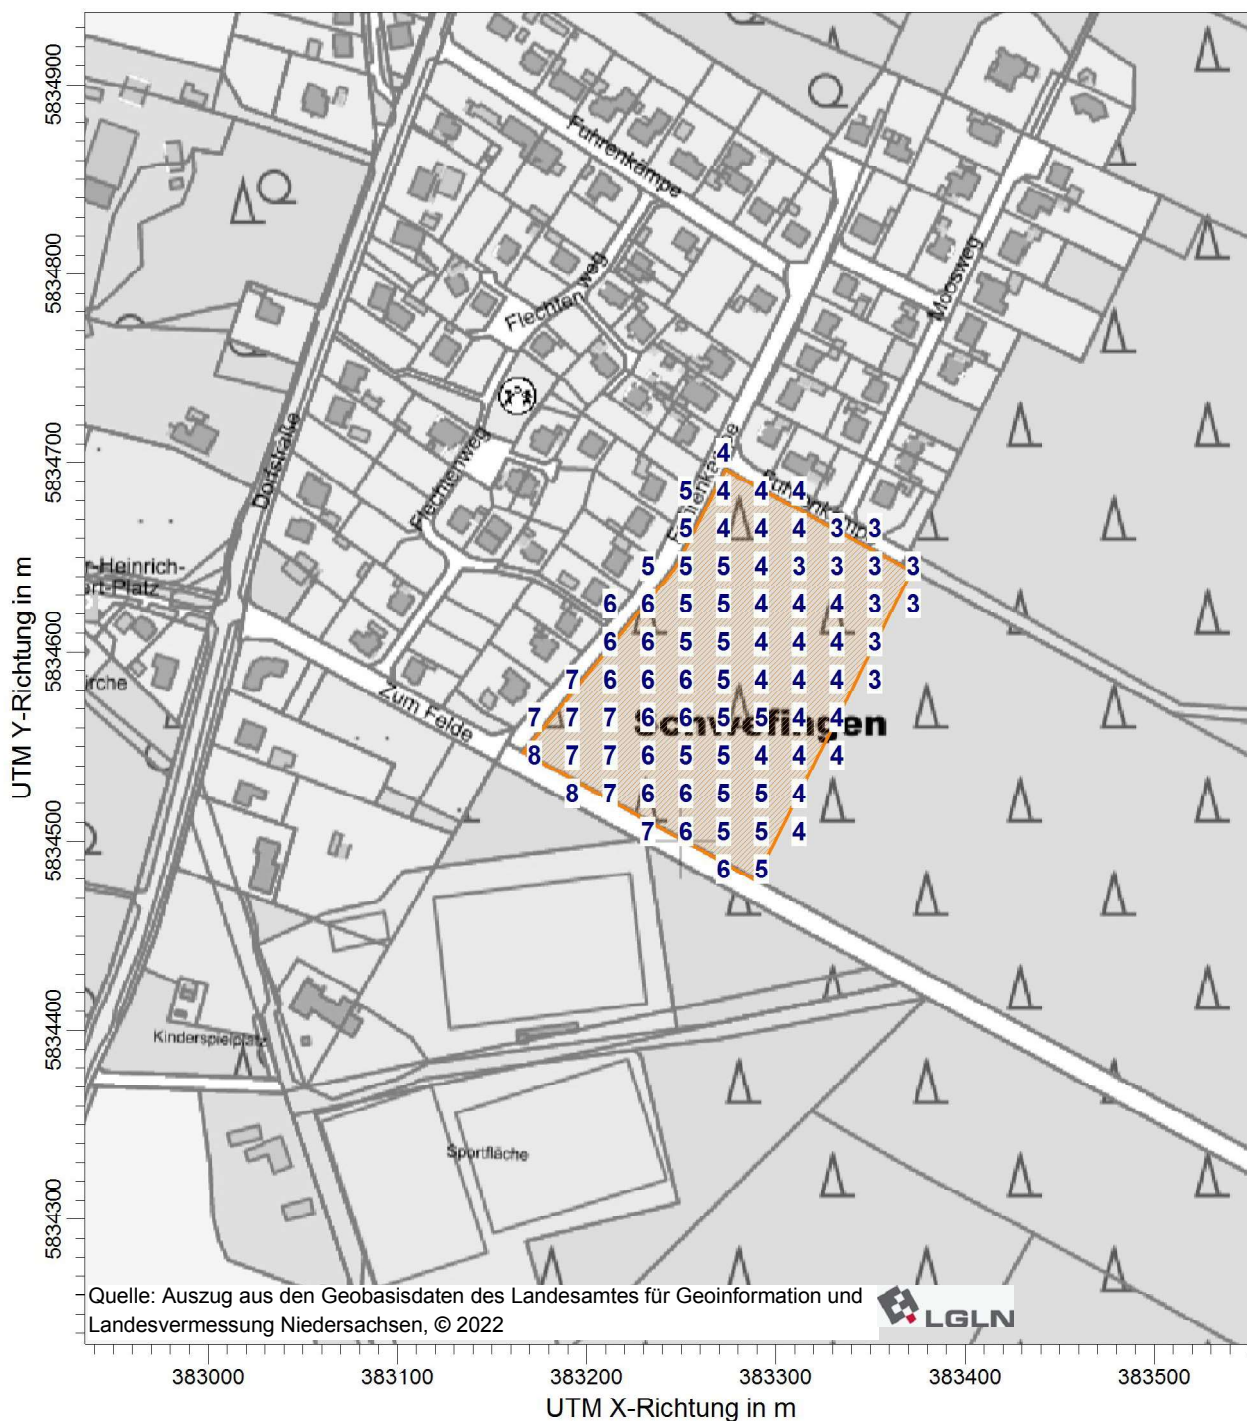 5834900
5834800
5834700
5834600
5834500
5834400
5834300
UTM Y-Richtung in m
Fuhrenkämpe
Moosweg
Flechten weg
Dorfstraße
Flechtenweg
Fuhrenkämpe
Fuhrenkämpe
r-Heinrich-
ert-Platz
irche
Zum Felde
4
5 4 4 4
5 4 4 4 3 3
5 5 5 4 3 3 3 3
6 6 5 5 4 4 4 3 3
6 6 5 5 4 4 4 3
7 6 6 6 5 4 4 4 3
7 7 7 6 6 5 5 4 4
Schwefingen
8 7 7 6 5 5 4 4 4
8 7 6 6 5 5 4
7 6 5 5 4
6 5
Kinderspielplatz
Sportfläche
Quelle: Auszug aus den Geobasisdaten des Landesamtes für Geoinformation und
Landesvermessung Niedersachsen, © 2022
LGLN
383000 383100 383200 383300 383400 383500
UTM X-Richtung in m